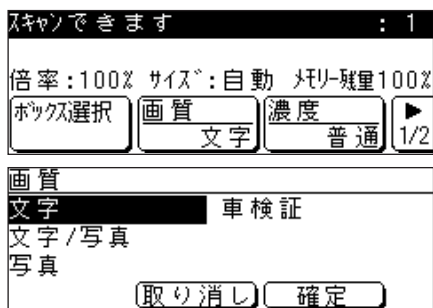 スキャンできます : 1
倍率:100% サイズ:自動 メモリー残量100%
ボックス選択 画質 濃度 ▶
文字 普通 1/2
画質
文字 車検証
文字/写真
写真
取り消し 確定